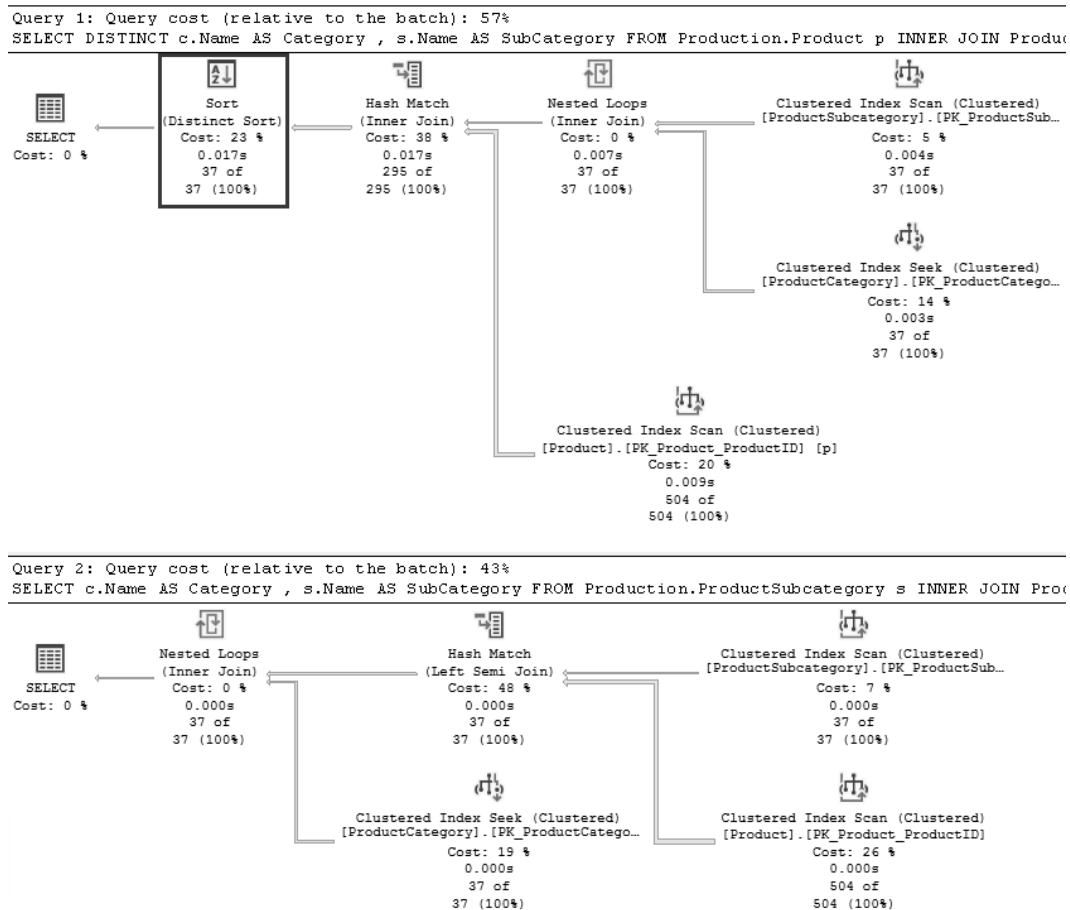 Query 1: Query cost (relative to the batch): 57%
SELECT DISTINCT c.Name AS Category , s.Name AS SubCategory FROM Production.Product p INNER JOIN Produc
SELECT
Cost: 0 %
Sort
(Distinct Sort)
Cost: 23 %
0.017s
37 of
37 (100%)
Hash Match
(Inner Join)
Cost: 38 %
0.017s
295 of
295 (100%)
Nested Loops
(Inner Join)
Cost: 0 %
0.007s
37 of
37 (100%)
Clustered Index Scan (Clustered)
[ProductSubcategory].[PK_ProductSub…
Cost: 5 %
0.004s
37 of
37 (100%)
Clustered Index Seek (Clustered)
[ProductCategory].[PK_ProductCatego…
Cost: 14 %
0.003s
37 of
37 (100%)
Clustered Index Scan (Clustered)
[Product].[PK_Product_ProductID] [p]
Cost: 20 %
0.009s
504 of
504 (100%)
Query 2: Query cost (relative to the batch): 43%
SELECT c.Name AS Category , s.Name AS SubCategory FROM Production.ProductSubcategory s INNER JOIN Proc
SELECT
Cost: 0 %
Nested Loops
(Inner Join)
Cost: 0 %
0.000s
37 of
37 (100%)
Hash Match
(Left Semi Join)
Cost: 48 %
0.000s
37 of
37 (100%)
Clustered Index Scan (Clustered)
[ProductSubcategory].[PK_ProductSub…
Cost: 7 %
0.000s
37 of
37 (100%)
Clustered Index Seek (Clustered)
[ProductCategory].[PK_ProductCatego…
Cost: 19 %
0.000s
37 of
37 (100%)
Clustered Index Scan (Clustered)
[Product].[PK_Product_ProductID]
Cost: 26 %
0.000s
504 of
504 (100%)